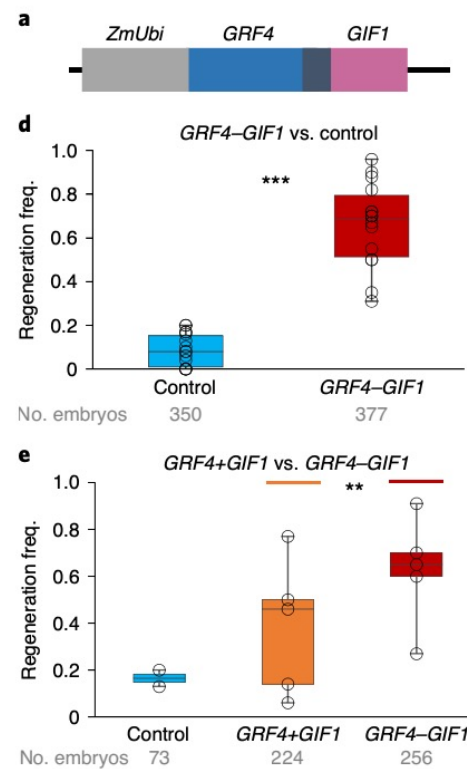 a
ZmUbi GRF4 GIF1
d
GRF4–GIF1 vs. control
Regeneration freq.
1.0
0.8
0.6
0.4
0.2
0
***
Control GRF4–GIF1
No. embryos 350 377
e
GRF4+GIF1 vs. GRF4–GIF1
Regeneration freq.
1.0
0.8
0.6
0.4
0.2
0
**
Control GRF4+GIF1 GRF4–GIF1
No. embryos 73 224 256